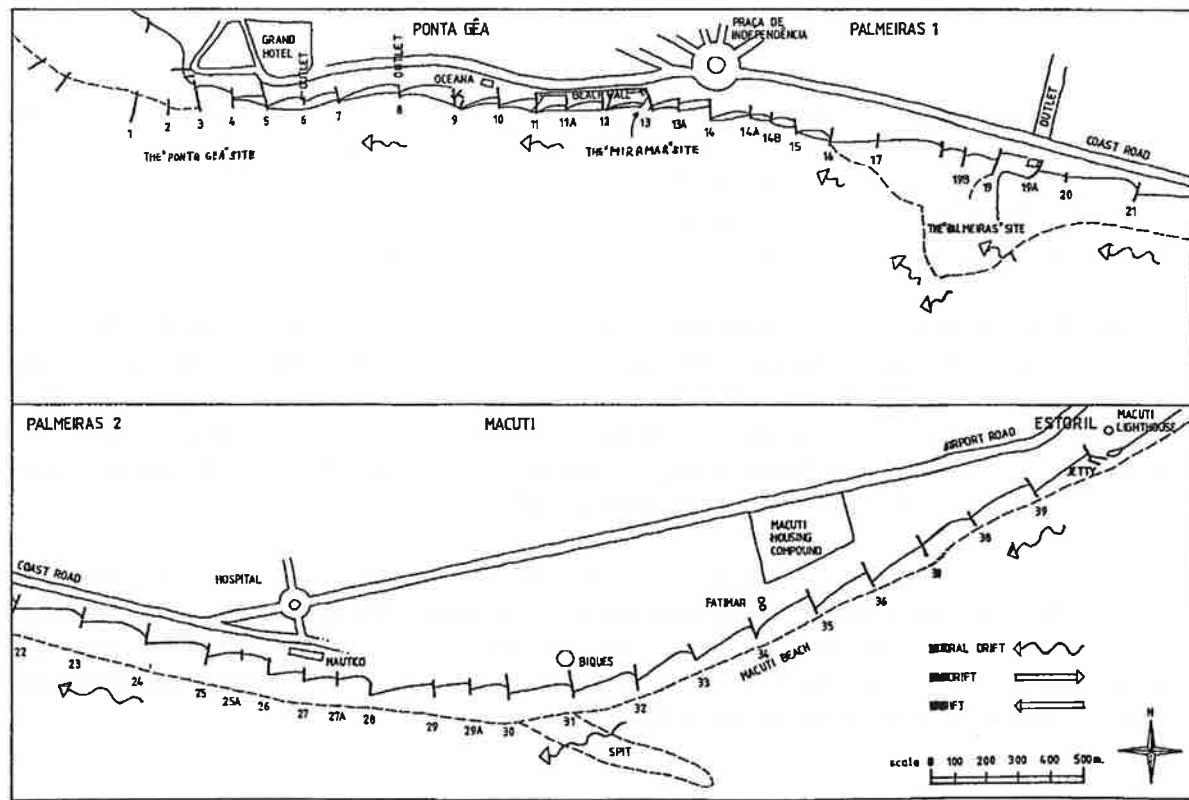 PONTA GÊA
PRAÇA DE
INDEPENDÊNCIA
PALMEIRAS 1
GRAND
HOTEL
OUTLET
OUTLET
OCEANA
BEACH WALL
OUTLET
COAST ROAD
1
2
3
4
5
6
7
8
9
10
11
11A
12
13
13A
14
14A
14B
15
16
17
19B
19
19A
20
21
THE "PONTA GÊA" SITE
THE "MIRAMAR" SITE
THE "PALMEIRAS" SITE
PALMEIRAS 2
MACUTI
ESTORIL
MACUTI
LIGHTHOUSE
AIRPORT ROAD
JETTY
MACUTI
HOUSING
COMPOUND
HOSPITAL
COAST ROAD
FATIMAR
NAUTICO
BIQUES
MACUTI BEACH
22
23
24
25
25A
26
27
27A
28
29
29A
30
31
32
33
34
35
36
38
39
SPIT
DRIFT
DRIFT
N
scale 0 100 200 300 400 500 m.